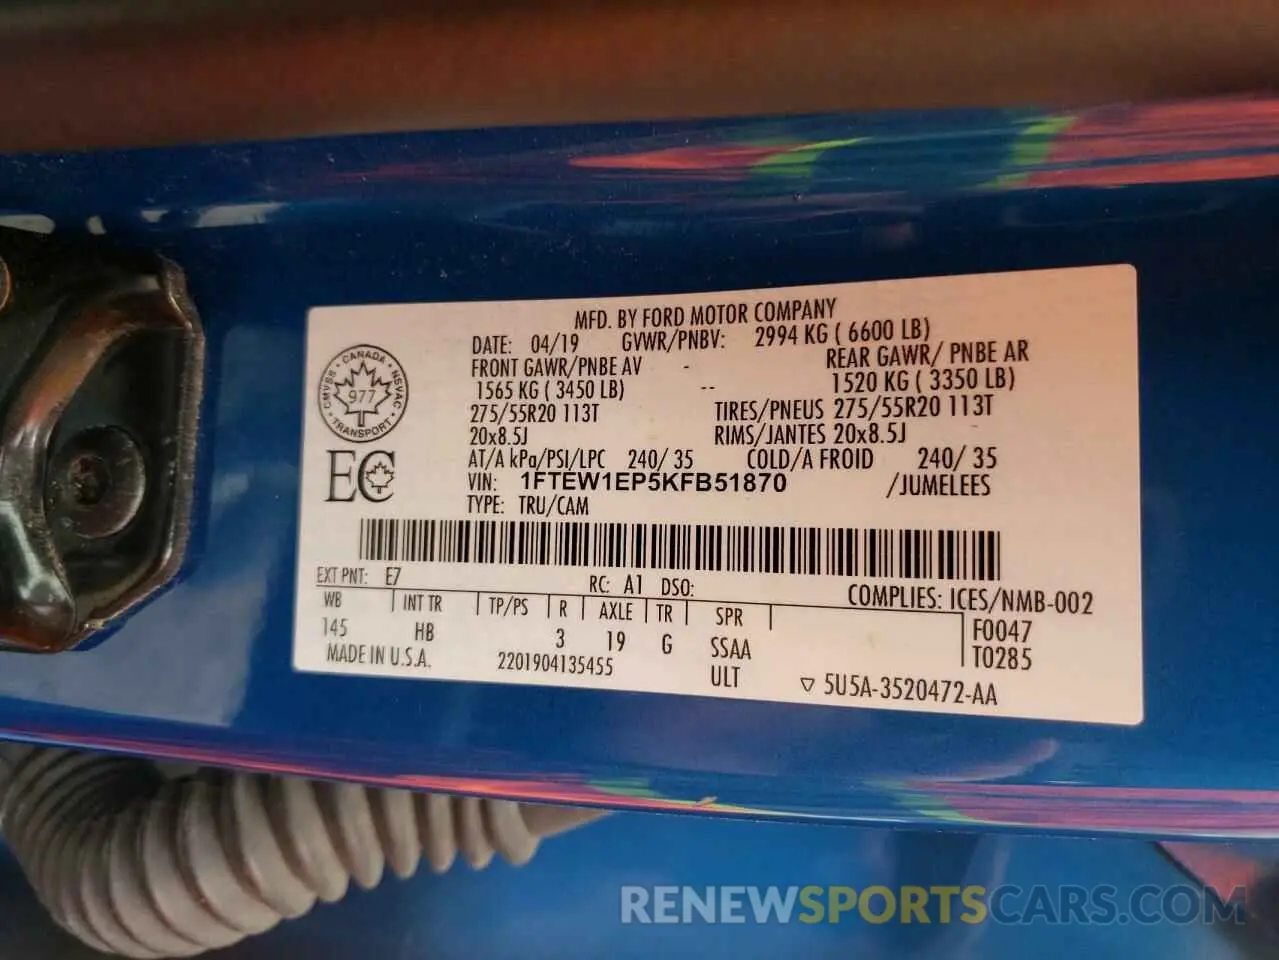 MFD. BY FORD MOTOR COMPANY
DATE: 04/19 GVWR/PNBV: 2994 KG ( 6600 LB)
FRONT GAWR/PNBE AV - REAR GAWR/ PNBE AR
1565 KG ( 3450 LB) -- 1520 KG ( 3350 LB)
275/55R20 113T TIRES/PNEUS 275/55R20 113T
20x8.5J RIMS/JANTES 20x8.5J
AT/A kPa/PSI/LPC 240/ 35 COLD/A FROID 240/ 35
VIN: 1FTEW1EP5KFB51870 /JUMELEES
TYPE: TRU/CAM
CANADA
CMVSS 977 NSVAC
TRANSPORT
EC
EXT PNT: E7 RC: A1 DSO: COMPLIES: ICES/NMB-002
WB INT TR TP/PS R AXLE TR SPR F0047
145 HB 3 19 G SSAA T0285
MADE IN U.S.A. 2201904135455 ULT ▽ 5U5A-3520472-AA
RENEWSPORTSCARS.COM